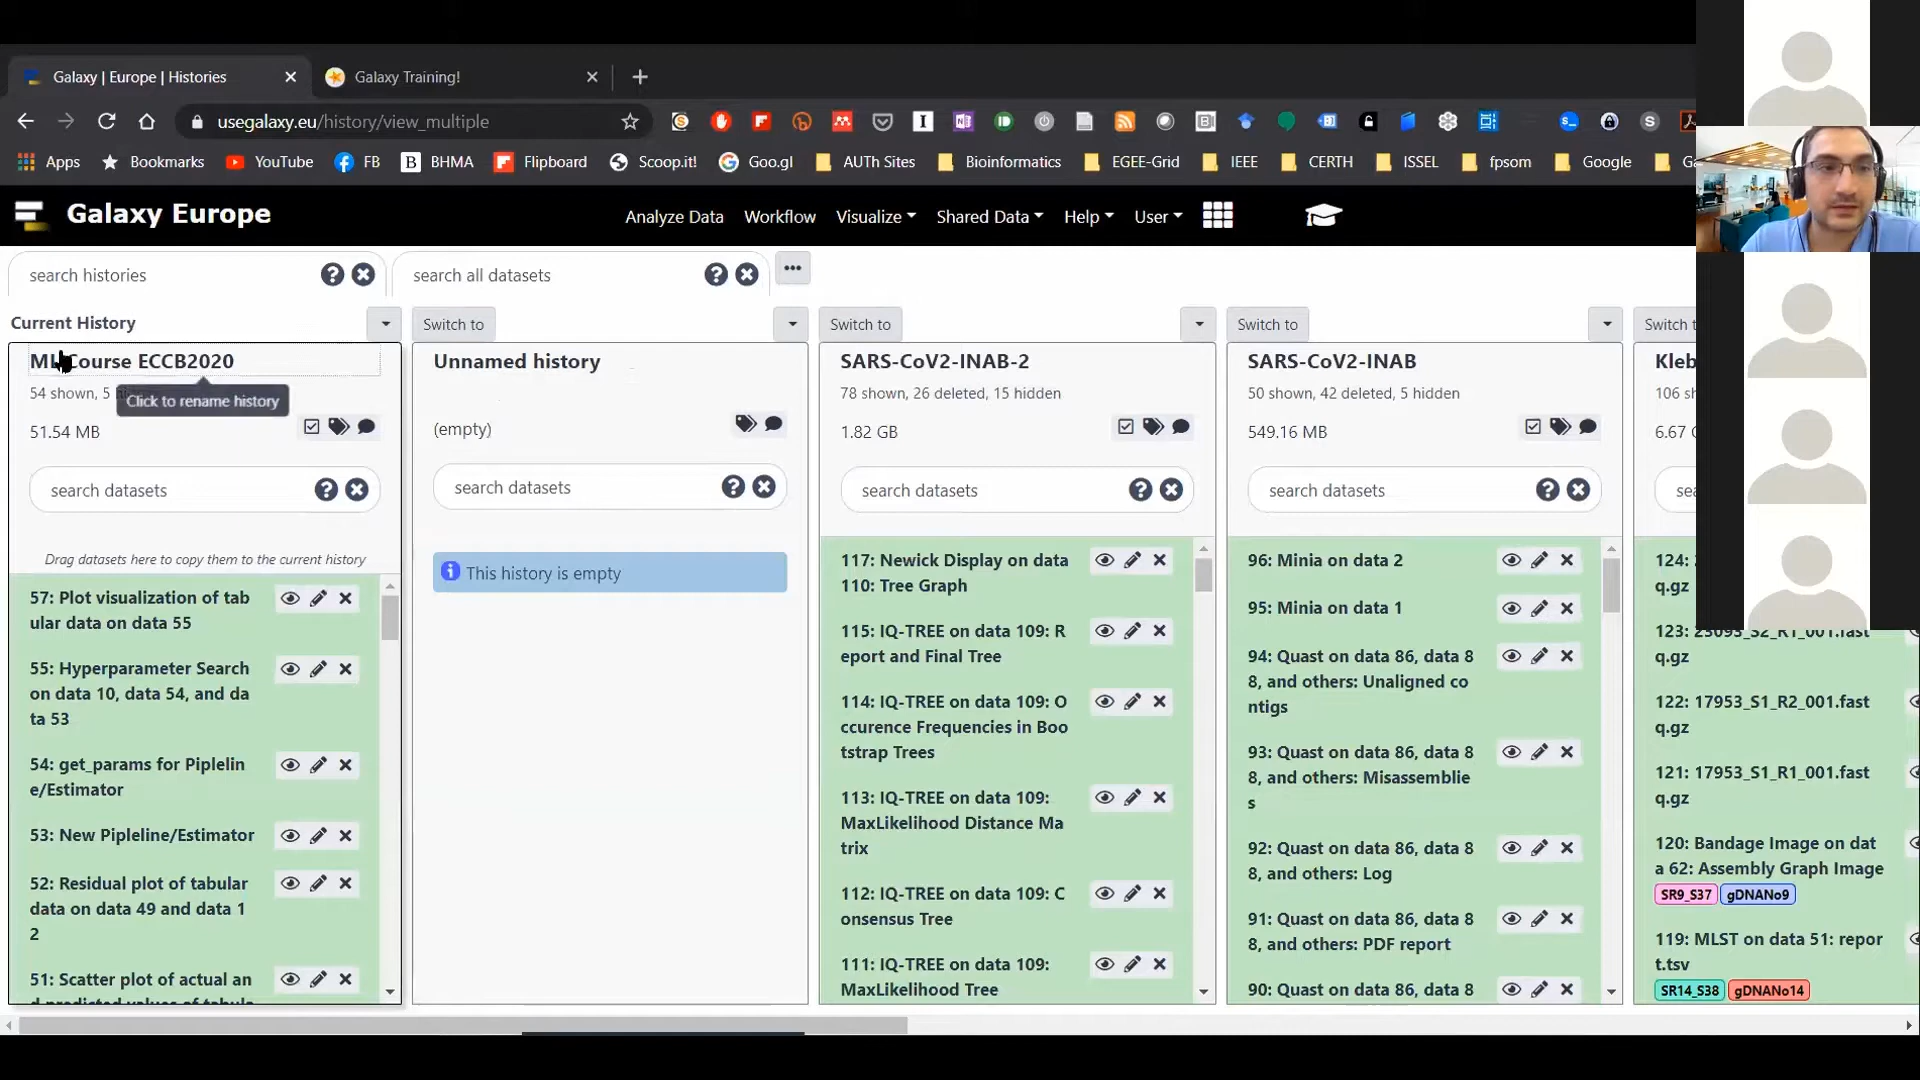 Galaxy | Europe | Histories
Galaxy Training!
usegalaxy.eu/history/view_multiple
Apps Bookmarks YouTube FB BHMA Flipboard Scoop.it! Goo.gl AUTh Sites Bioinformatics EGEE-Grid IEEE CERTH ISSEL fpsom Google
Galaxy Europe
Analyze Data Workflow Visualize Shared Data Help User
search histories
search all datasets
Current History
ML Course ECCB2020
54 shown, 5
Click to rename history
51.54 MB
search datasets
Drag datasets here to copy them to the current history
57: Plot visualization of tab
ular data on data 55
55: Hyperparameter Search
on data 10, data 54, and da
ta 53
54: get_params for Piplelin
e/Estimator
53: New Pipleline/Estimator
52: Residual plot of tabular
data on data 49 and data 1
2
51: Scatter plot of actual an
d predicted values of tabula
Switch to
Unnamed history
(empty)
search datasets
This history is empty
Switch to
SARS-CoV2-INAB-2
78 shown, 26 deleted, 15 hidden
1.82 GB
search datasets
117: Newick Display on data
110: Tree Graph
115: IQ-TREE on data 109: R
eport and Final Tree
114: IQ-TREE on data 109: O
ccurence Frequencies in Boo
tstrap Trees
113: IQ-TREE on data 109:
MaxLikelihood Distance Ma
trix
112: IQ-TREE on data 109: C
onsensus Tree
111: IQ-TREE on data 109:
MaxLikelihood Tree
Switch to
SARS-CoV2-INAB
50 shown, 42 deleted, 5 hidden
549.16 MB
search datasets
96: Minia on data 2
95: Minia on data 1
94: Quast on data 86, data 8
8, and others: Unaligned co
ntigs
93: Quast on data 86, data 8
8, and others: Misassemblie
s
92: Quast on data 86, data 8
8, and others: Log
91: Quast on data 86, data 8
8, and others: PDF report
90: Quast on data 86, data 8
Switch t
Kleb
106 sh
6.67
sea
124:
q.gz
123: 23093_S2_R1_001.fast
q.gz
122: 17953_S1_R2_001.fast
q.gz
121: 17953_S1_R1_001.fast
q.gz
120: Bandage Image on dat
a 62: Assembly Graph Image
SR9_S37 gDNANo9
119: MLST on data 51: repor
t.tsv
SR14_S38 gDNANo14